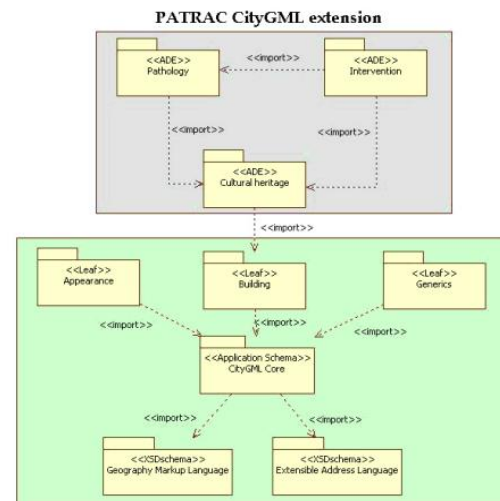 PATRAC CityGML extension
<<ADE>>
Pathology
<<import>>
<<ADE>>
Intervention
<<import>>
<<import>>
<<ADE>>
Cultural heritage
<<import>>
<<Leaf>>
Appearance
<<Leaf>>
Building
<<Leaf>>
Generics
<<import>>
<<import>>
<<import>>
<<Application Schema>>
CityGML Core
<<import>>
<<import>>
<<XSDschema>>
Geography Markup Language
<<XSDschema>>
Extensible Address Language